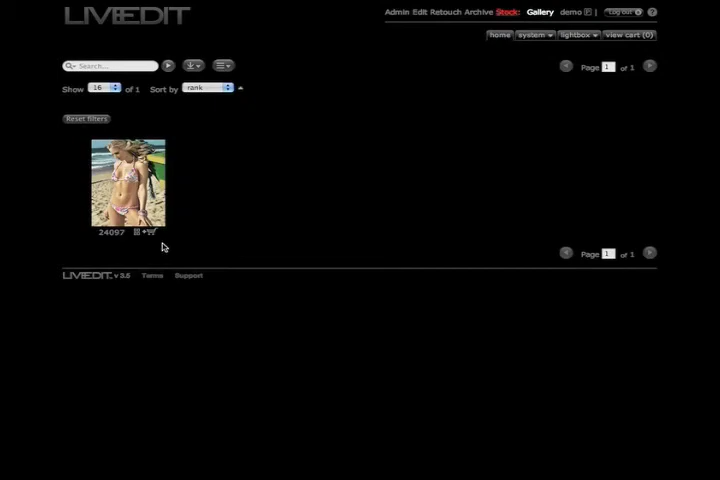 LIVEEDIT
Admin Edit Retouch Archive Stock: Gallery demo P | Log out ?
home system lightbox view cart (0)
Search...
Page 1 of 1
Show 16 of 1 Sort by rank
Reset filters
24097
Page 1 of 1
LIVEEDIT v 3.5 Terms Support